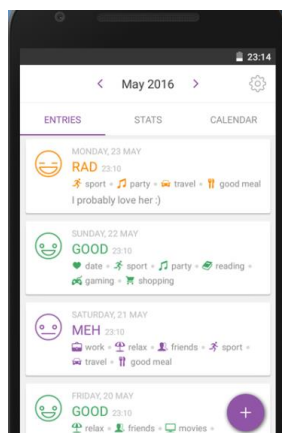 23:14
May 2016
ENTRIES STATS CALENDAR
MONDAY, 23 MAY
RAD 23:10
sport • party • travel • good meal
I probably love her :)
SUNDAY, 22 MAY
GOOD 23:10
date • sport • party • reading •
gaming • shopping
SATURDAY, 21 MAY
MEH 23:10
work • relax • friends • sport •
travel • good meal
FRIDAY, 20 MAY
GOOD 23:10
relax • friends • movies •